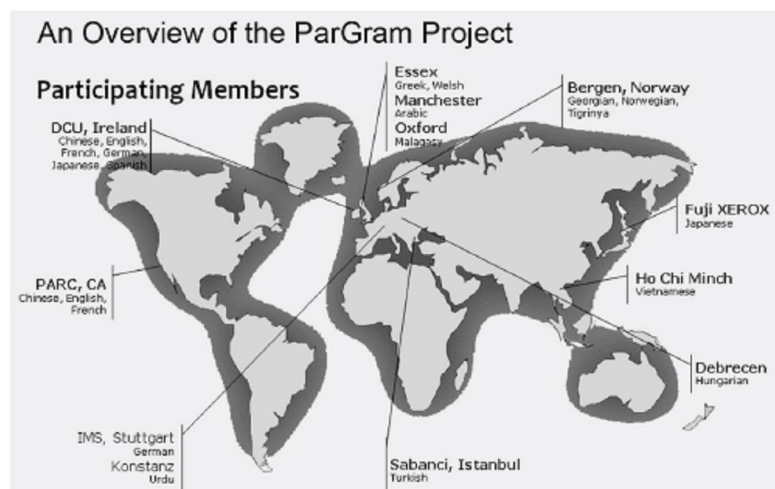 An Overview of the ParGram Project
Participating Members
Essex
Greek, Welsh
Manchester
Arabic
Oxford
Malagasy
Bergen, Norway
Georgian, Norwegian,
Tigrinya
DCU, Ireland
Chinese, English,
French, German,
Japanese, Spanish
Fuji XEROX
Japanese
PARC, CA
Chinese, English,
French
Ho Chi Minch
Vietnamese
Debrecen
Hungarian
IMS, Stuttgart
German
Konstanz
Urdu
Sabanci, Istanbul
Turkish